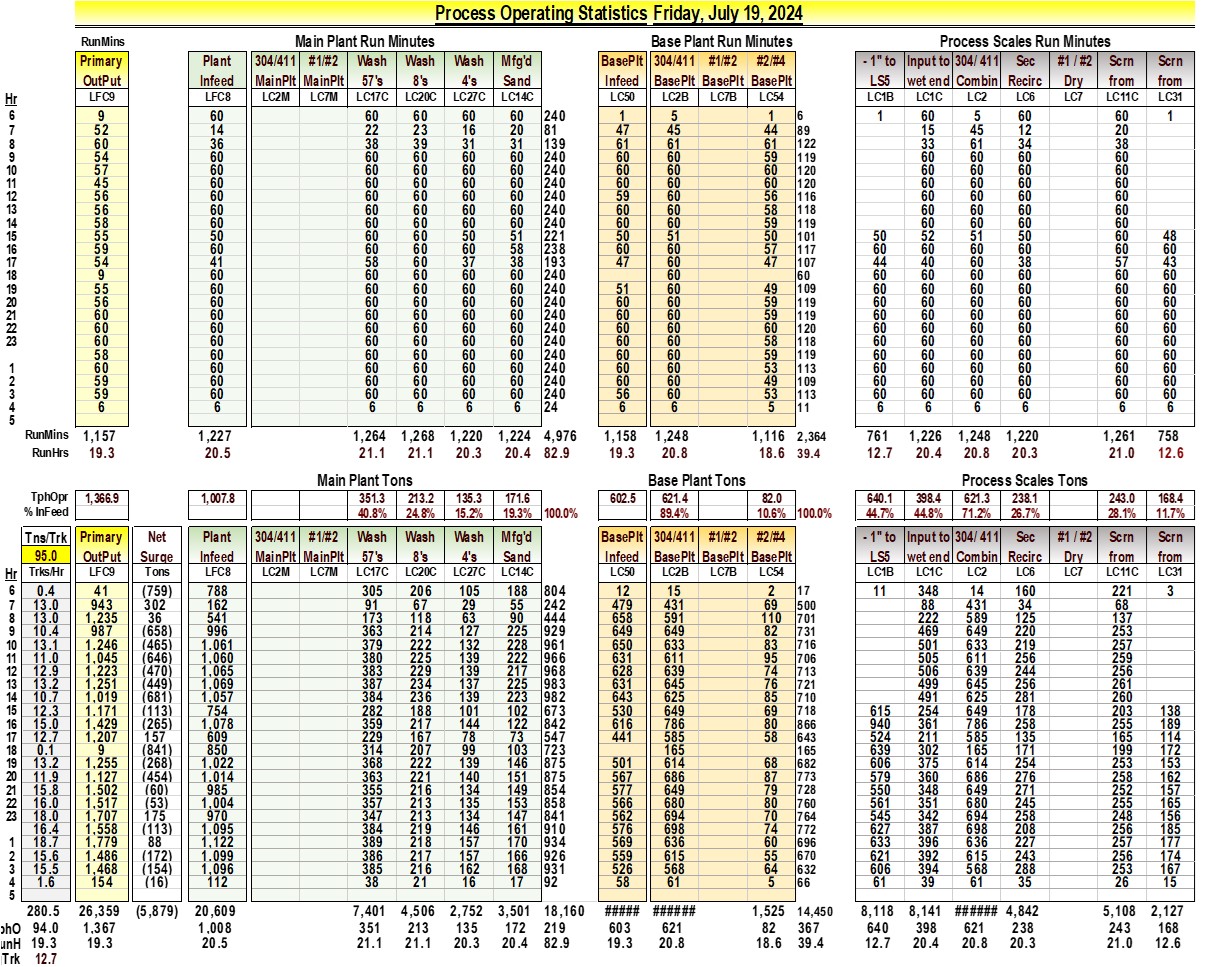 Process Operating Statistics Friday, July 19, 2024
RunMins Main Plant Run Minutes Base Plant Run Minutes Process Scales Run Minutes
Primary Plant 304/411 #1/#2 Wash Wash Wash Mfg'd BasePlt 304/411 #1/#2 #2/#4 - 1" to Input to 304/ 411 Sec #1 / #2 Scrn Scrn
OutPut Infeed MainPlt MainPlt 57's 8's 4's Sand Infeed BasePlt BasePlt BasePlt LS5 wet end Combin Recirc Dry from from
Hr LFC9 LFC8 LC2M LC7M LC17C LC20C LC27C LC14C LC50 LC2B LC7B LC54 LC1B LC1C LC2 LC6 LC7 LC11C LC31
6 9 60 60 60 60 60 240 1 5 1 6 1 60 5 60 60 1
7 52 14 22 23 16 20 81 47 45 44 89 15 45 12 20
8 60 36 38 39 31 31 139 61 61 61 122 33 61 34 38
9 54 60 60 60 60 60 240 60 60 59 119 60 60 60 60
10 57 60 60 60 60 60 240 60 60 60 120 60 60 60 60
11 45 60 60 60 60 60 240 60 60 60 120 60 60 60 60
12 56 60 60 60 60 60 240 59 60 56 116 60 60 60 60
13 56 60 60 60 60 60 240 60 60 58 118 60 60 60 60
14 58 60 60 60 60 60 240 60 60 59 119 60 60 60 60
15 55 50 60 60 50 51 221 50 51 50 101 50 52 51 50 60 48
16 59 60 60 60 60 58 238 60 60 57 117 60 60 60 60 60 60
17 54 41 58 60 37 38 193 47 60 47 107 44 40 60 38 57 43
18 9 60 60 60 60 60 240 60 60 60 60 60 60 60 60
19 55 60 60 60 60 60 240 51 60 49 109 60 60 60 60 60 60
20 56 60 60 60 60 60 240 60 60 59 119 60 60 60 60 60 60
21 60 60 60 60 60 60 240 60 60 59 119 60 60 60 60 60 60
22 60 60 60 60 60 60 240 60 60 60 120 60 60 60 60 60 60
23 60 60 60 60 60 60 240 60 60 58 118 60 60 60 60 60 60
58 60 60 60 60 60 240 60 60 59 119 60 60 60 60 60 60
1 60 60 60 60 60 60 240 60 60 53 113 60 60 60 60 60 60
2 59 60 60 60 60 60 240 60 60 49 109 60 60 60 60 60 60
3 59 60 60 60 60 60 240 56 60 53 113 60 60 60 60 60 60
4 6 6 6 6 6 6 24 6 6 5 11 6 6 6 6 6 6
5
RunMins 1,157 1,227 1,264 1,268 1,220 1,224 4,976 1,158 1,248 1,116 2,364 761 1,226 1,248 1,220 1,261 758
RunHrs 19.3 20.5 21.1 21.1 20.3 20.4 82.9 19.3 20.8 18.6 39.4 12.7 20.4 20.8 20.3 21.0 12.6
Main Plant Tons Base Plant Tons Process Scales Tons
TphOpr 1,366.9 1,007.8 351.3 213.2 135.3 171.6 602.5 621.4 82.0 640.1 398.4 621.3 238.1 243.0 168.4
% InFeed 40.8% 24.8% 15.2% 19.3% 100.0% 89.4% 10.6% 100.0% 44.7% 44.8% 71.2% 26.7% 28.1% 11.7%
Tns/Trk Primary Net Plant 304/411 #1/#2 Wash Wash Wash Mfg'd BasePlt 304/411 #1/#2 #2/#4 - 1" to Input to 304/ 411 Sec #1 / #2 Scrn Scrn
95.0 OutPut Surge Infeed MainPlt MainPlt 57's 8's 4's Sand Infeed BasePlt BasePlt BasePlt LS5 wet end Combin Recirc Dry from from
Hr Trks/Hr LFC9 Tons LFC8 LC2M LC7M LC17C LC20C LC27C LC14C LC50 LC2B LC7B LC54 LC1B LC1C LC2 LC6 LC7 LC11C LC31
6 0.4 41 (759) 788 305 206 105 188 804 12 15 2 17 11 348 14 160 221 3
7 13.0 943 302 162 91 67 29 55 242 479 431 69 500 88 431 34 68
8 13.0 1,235 36 541 173 118 63 90 444 658 591 110 701 222 589 125 137
9 10.4 987 (658) 996 363 214 127 225 929 649 649 82 731 469 649 220 253
10 13.1 1,246 (465) 1,061 379 222 132 228 961 650 633 83 716 501 633 219 257
11 11.0 1,045 (646) 1,060 380 225 139 222 966 631 611 95 706 505 611 256 259
12 12.9 1,223 (470) 1,065 383 229 139 217 968 628 639 74 713 506 639 244 256
13 13.2 1,251 (449) 1,069 387 234 137 225 983 631 645 76 721 499 645 256 261
14 10.7 1,019 (681) 1,057 384 236 139 223 982 643 625 85 710 491 625 281 260
15 12.3 1,171 (113) 754 282 188 101 102 673 530 649 69 718 615 254 649 178 203 138
16 15.0 1,429 (265) 1,078 359 217 144 122 842 616 786 80 866 940 361 786 258 255 189
17 12.7 1,207 157 609 229 167 78 73 547 441 585 58 643 524 211 585 135 165 114
18 0.1 9 (841) 850 314 207 99 103 723 165 165 639 302 165 171 199 172
19 13.2 1,255 (268) 1,022 368 222 139 146 875 501 614 68 682 606 375 614 254 253 153
20 11.9 1,127 (454) 1,014 363 221 140 151 875 567 686 87 773 579 360 686 276 258 162
21 15.8 1,502 (60) 985 355 216 134 149 854 577 649 79 728 550 348 649 271 252 157
22 16.0 1,517 (53) 1,004 357 213 135 153 858 566 680 80 760 561 351 680 245 255 165
23 18.0 1,707 175 970 347 213 134 147 841 562 694 70 764 545 342 694 258 248 156
16.4 1,558 (113) 1,095 384 219 146 161 910 576 698 74 772 627 387 698 208 256 185
1 18.7 1,779 88 1,122 389 218 157 170 934 569 636 60 696 633 396 636 227 257 177
2 15.6 1,486 (172) 1,099 386 217 157 166 926 559 615 55 670 621 392 615 243 256 174
3 15.5 1,468 (154) 1,096 385 216 162 168 931 526 568 64 632 606 394 568 288 253 167
4 1.6 154 (16) 112 38 21 16 17 92 58 61 5 66 61 39 61 35 26 15
5
280.5 26,359 (5,879) 20,609 7,401 4,506 2,752 3,501 18,160 ##### ###### 1,525 14,450 8,118 8,141 ###### 4,842 5,108 2,127
phO 94.0 1,367 1,008 351 213 135 172 219 603 621 82 367 640 398 621 238 243 168
unH 19.3 19.3 20.5 21.1 21.1 20.3 20.4 82.9 19.3 20.8 18.6 39.4 12.7 20.4 20.8 20.3 21.0 12.6
Trk 12.7